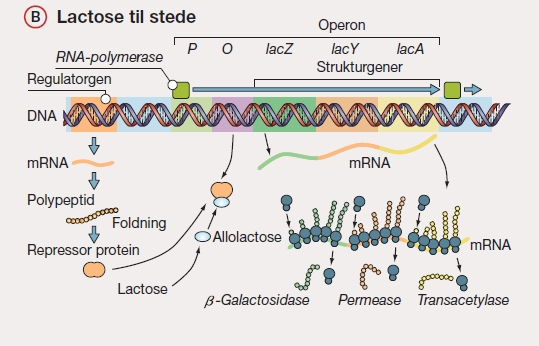 B Lactose til stede
Operon
P O lacZ lacY lacA
RNA-polymerase
Strukturgener
Regulatorgen
DNA
mRNA
mRNA
Polypeptid
Foldning
Repressor protein
Allolactose
mRNA
Lactose
β-Galactosidase Permease Transacetylase